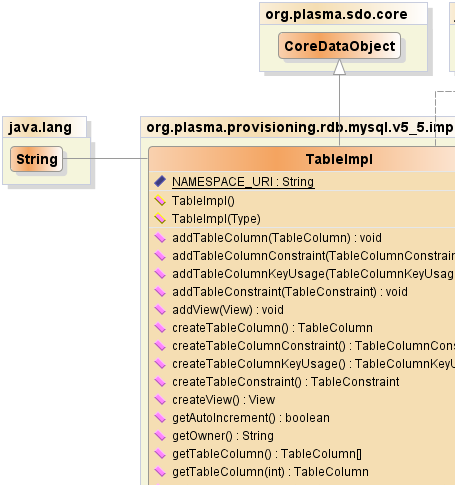 org.plasma.sdo.core
CoreDataObject
java.lang
String
org.plasma.provisioning.rdb.mysql.v5_5.imp
TableImpl
NAMESPACE_URI : String
TableImpl()
TableImpl(Type)
addTableColumn(TableColumn) : void
addTableColumnConstraint(TableColumnConstrain
addTableColumnKeyUsage(TableColumnKeyUsag
addTableConstraint(TableConstraint) : void
addView(View) : void
createTableColumn() : TableColumn
createTableColumnConstraint() : TableColumnCons
createTableColumnKeyUsage() : TableColumnKeyU
createTableConstraint() : TableConstraint
createView() : View
getAutoIncrement() : boolean
getOwner() : String
getTableColumn() : TableColumn[]
getTableColumn(int) : TableColumn